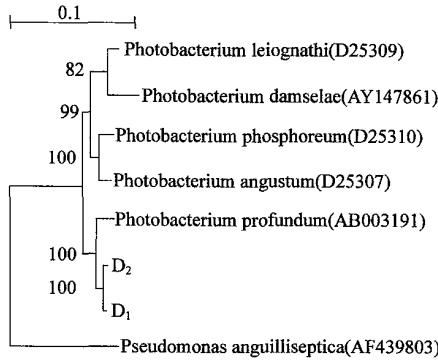 0.1
Photobacterium leiognathi(D25309)
82
Photobacterium damselae(AY147861)
99
Photobacterium phosphoreum(D25310)
100
Photobacterium angustum(D25307)
Photobacterium profundum(AB003191)
100
D2
100
D1
Pseudomonas anguilliseptica(AF439803)